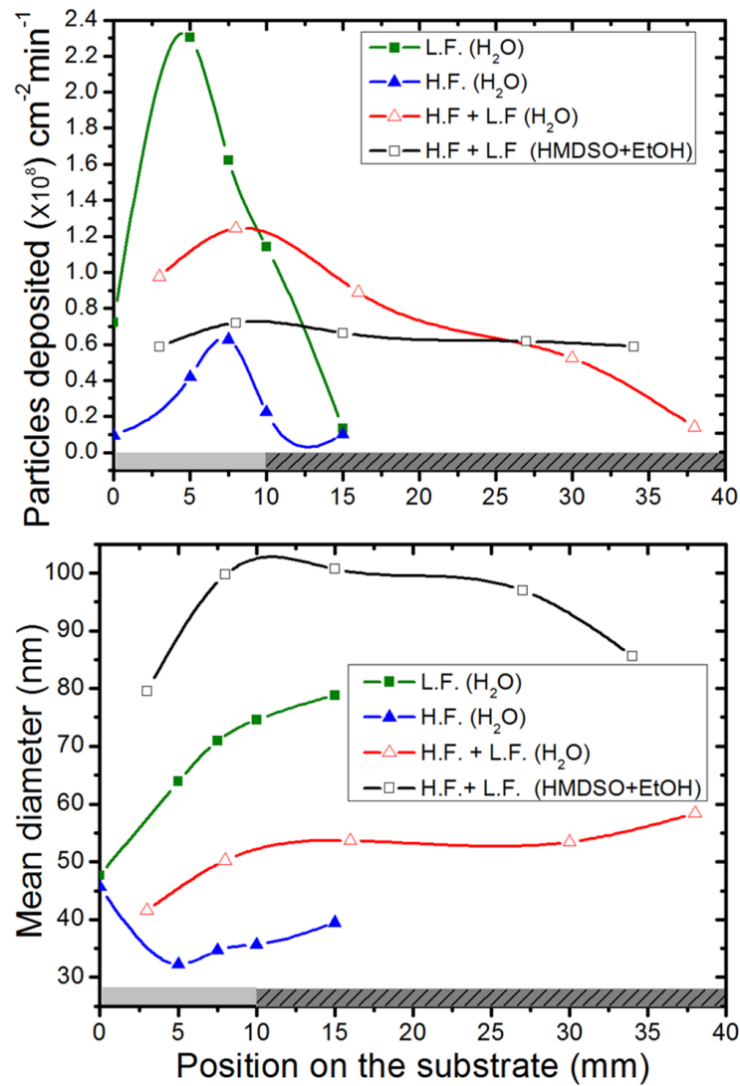 Particles deposited (x10⁸) cm⁻²min⁻¹
2.4
2.2
2.0
1.8
1.6
1.4
1.2
1.0
0.8
0.6
0.4
0.2
0.0
L.F. (H₂O)
H.F. (H₂O)
H.F + L.F (H₂O)
H.F + L.F (HMDSO+EtOH)
0 5 10 15 20 25 30 35 40
Mean diameter (nm)
100
90
80
70
60
50
40
30
L.F. (H₂O)
H.F. (H₂O)
H.F. + L.F. (H₂O)
H.F.+ L.F. (HMDSO+EtOH)
0 5 10 15 20 25 30 35 40
Position on the substrate (mm)